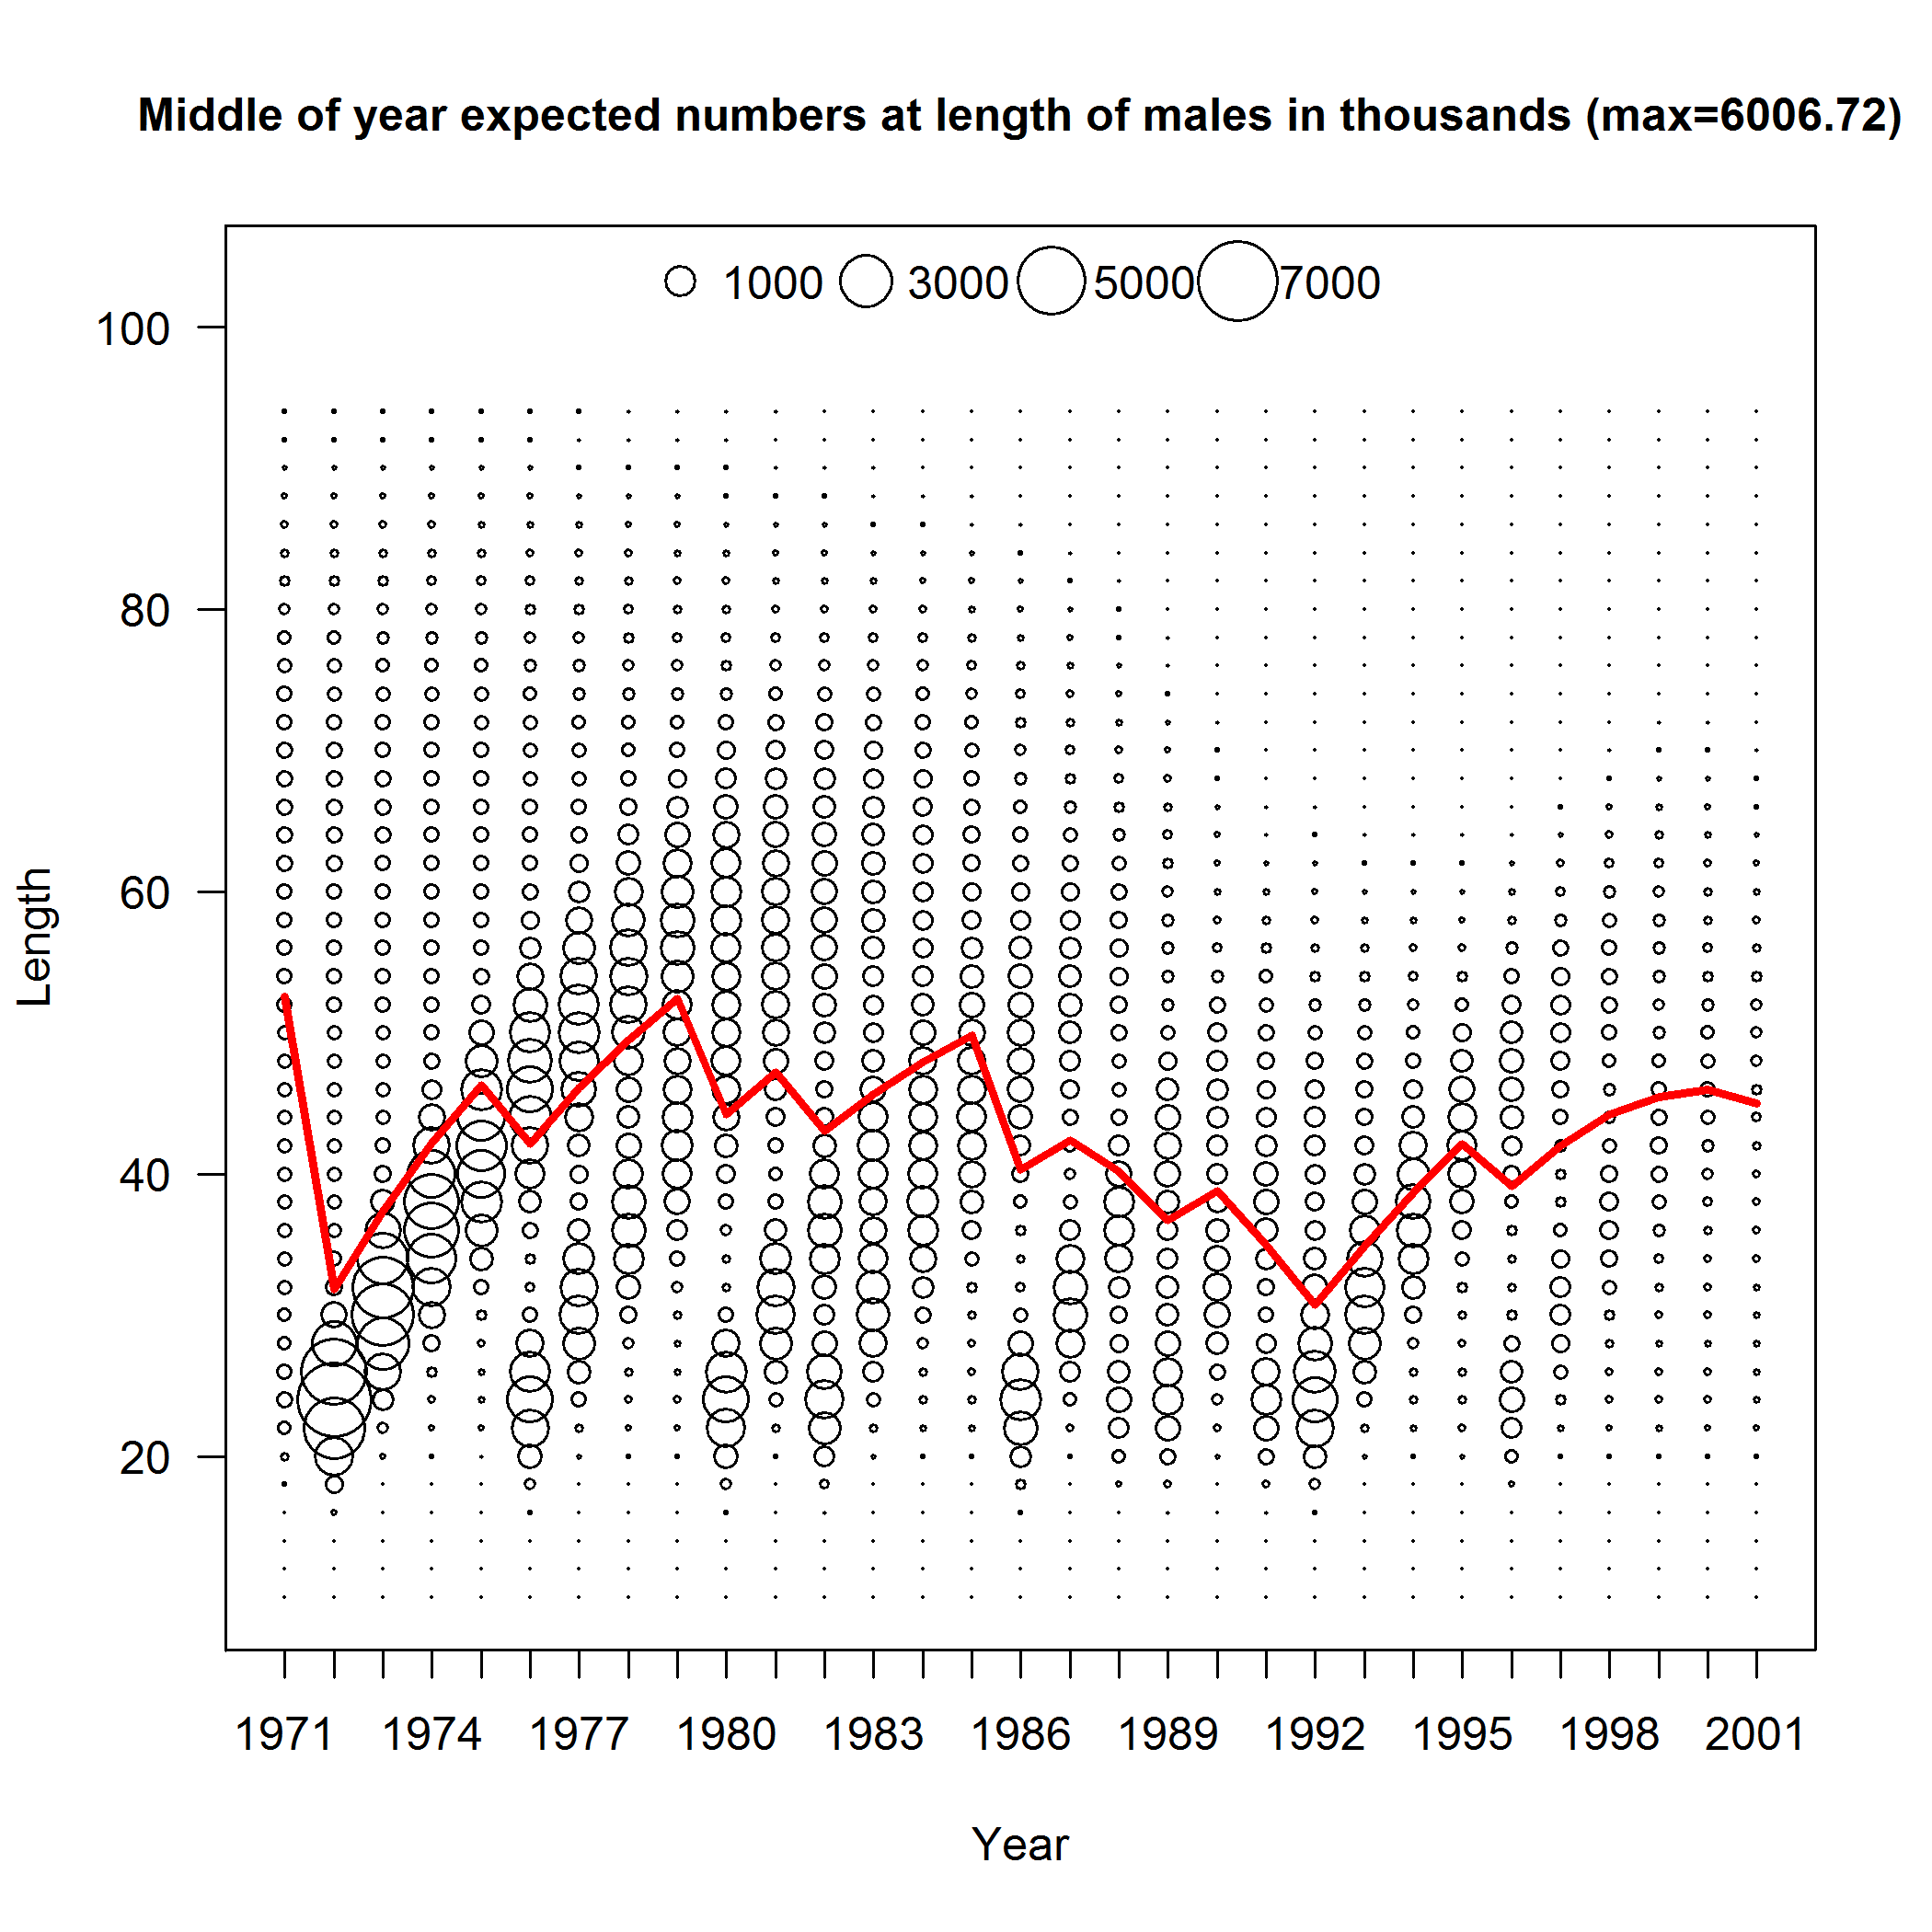 Middle of year expected numbers at length of males in thousands (max=6006.72)
1000 3000 5000 7000
100
80
60
40
20
Length
1971 1974 1977 1980 1983 1986 1989 1992 1995 1998 2001
Year